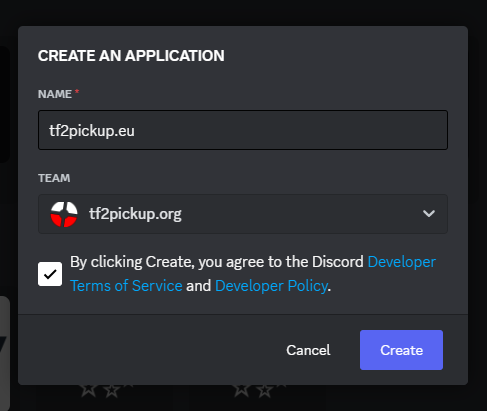 CREATE AN APPLICATION
NAME *
tf2pickup.eu
TEAM
tf2pickup.org
By clicking Create, you agree to the Discord Developer
Terms of Service and Developer Policy.
Cancel
Create